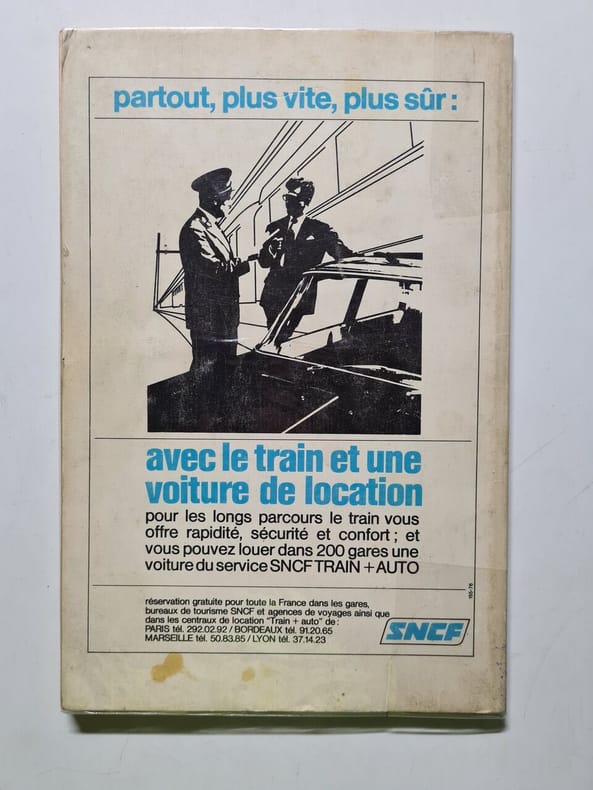 partout, plus vite, plus sûr :
avec le train et une
voiture de location
pour les longs parcours le train vous
offre rapidité, sécurité et confort ; et
vous pouvez louer dans 200 gares une
voiture du service SNCF TRAIN + AUTO
réservation gratuite pour toute la France dans les gares,
bureaux de tourisme SNCF et agences de voyages ainsi que
dans les centraux de location "Train + auto" de :
PARIS tél. 292.02.92 / BORDEAUX tél. 91.20.65
MARSEILLE tél. 50.83.85 / LYON tél. 37.14.23
SNCF